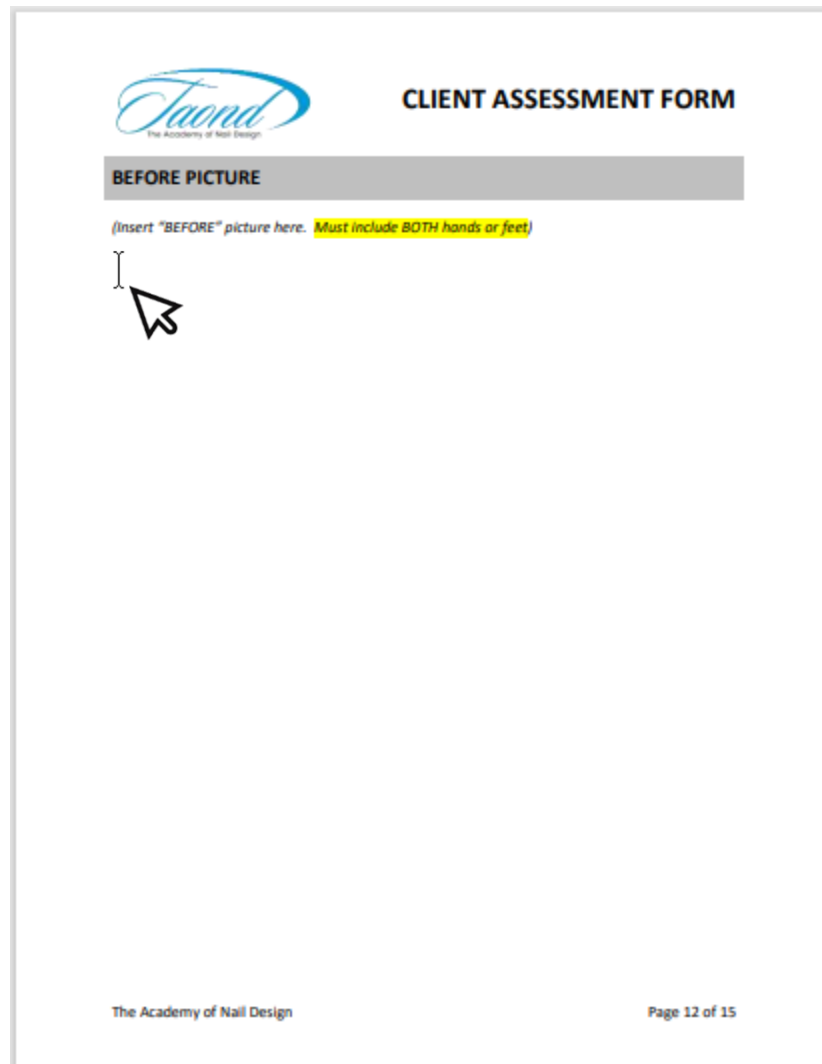 Taond
The Academy of Nail Design
CLIENT ASSESSMENT FORM
BEFORE PICTURE
(Insert “BEFORE” picture here.  Must include BOTH hands or feet)
The Academy of Nail Design
Page 12 of 15